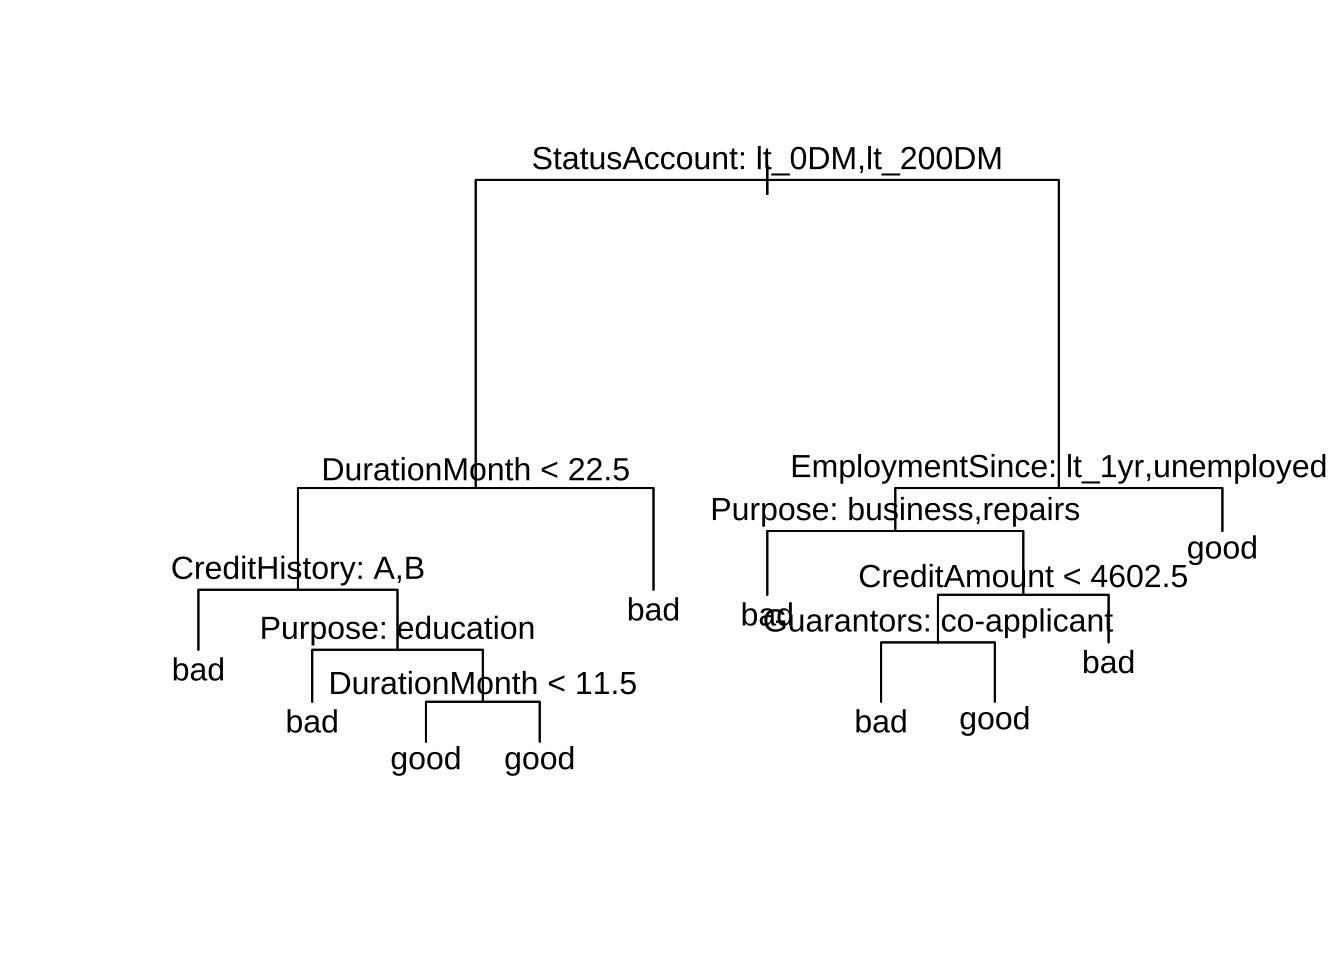 StatusAccount: lt_0DM,lt_200DM
DurationMonth < 22.5
EmploymentSince: lt_1yr,unemployed
Purpose: business,repairs
good
CreditHistory: A,B
CreditAmount < 4602.5
bad
bad
Guarantors: co-applicant
Purpose: education
bad
bad
DurationMonth < 11.5
bad
bad
good
good
good